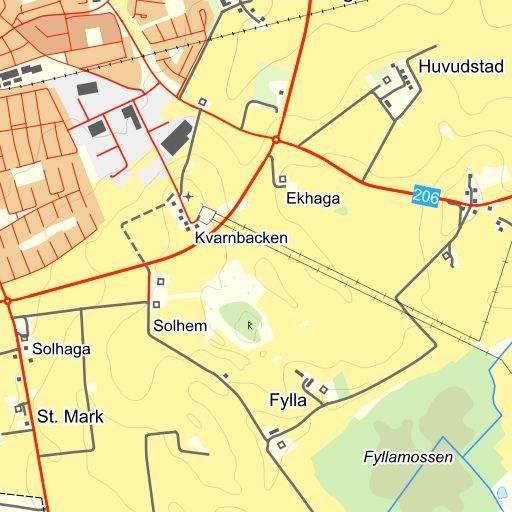 Huvudstad
Ekhaga
206
Kvarnbacken
Solhem
R
Solhaga
Fylla
St. Mark
Fyllamossen